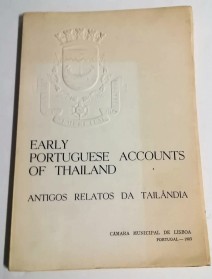 EARLY
PORTUGUESE ACCOUNTS
OF THAILAND
ANTIGOS RELATOS DA TAILÂNDIA
CÂMARA MUNICIPAL DE LISBOA
PORTUGAL — 1983